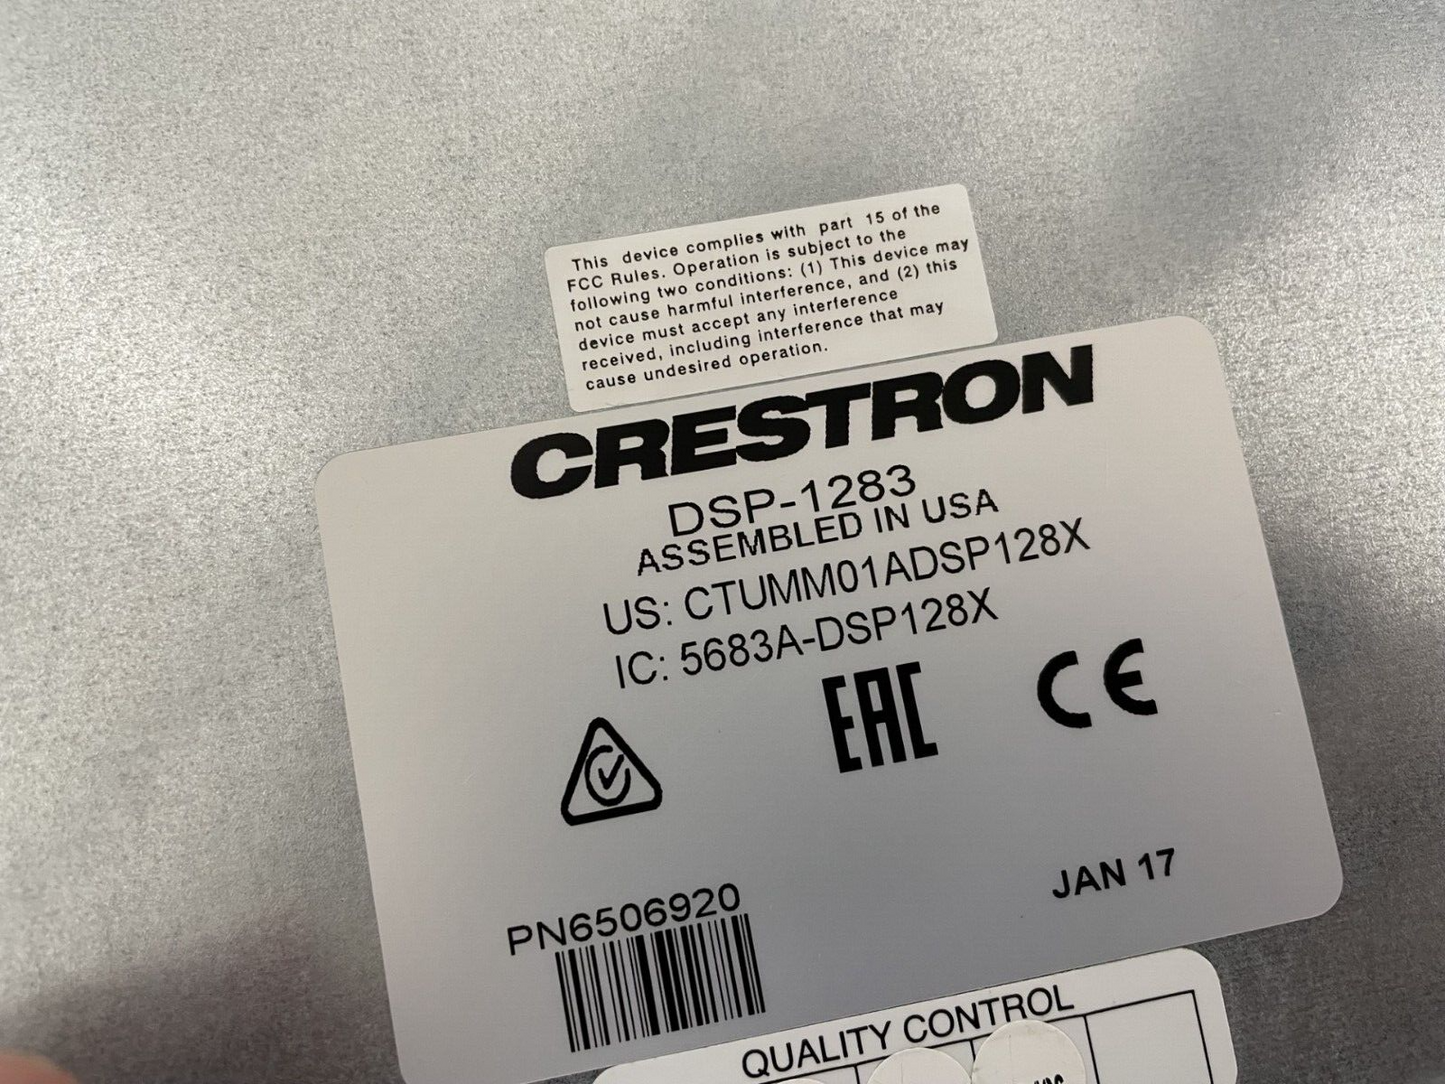 This device complies with part 15 of the
FCC Rules. Operation is subject to the
following two conditions: (1) This device may
not cause harmful interference, and (2) this
device must accept any interference
received, including interference that may
cause undesired operation.
CRESTRON
DSP-1283
ASSEMBLED IN USA
US: CTUMM01ADSP128X
IC: 5683A-DSP128X
EAC
CE
JAN 17
PN6506920
QUALITY CONTROL